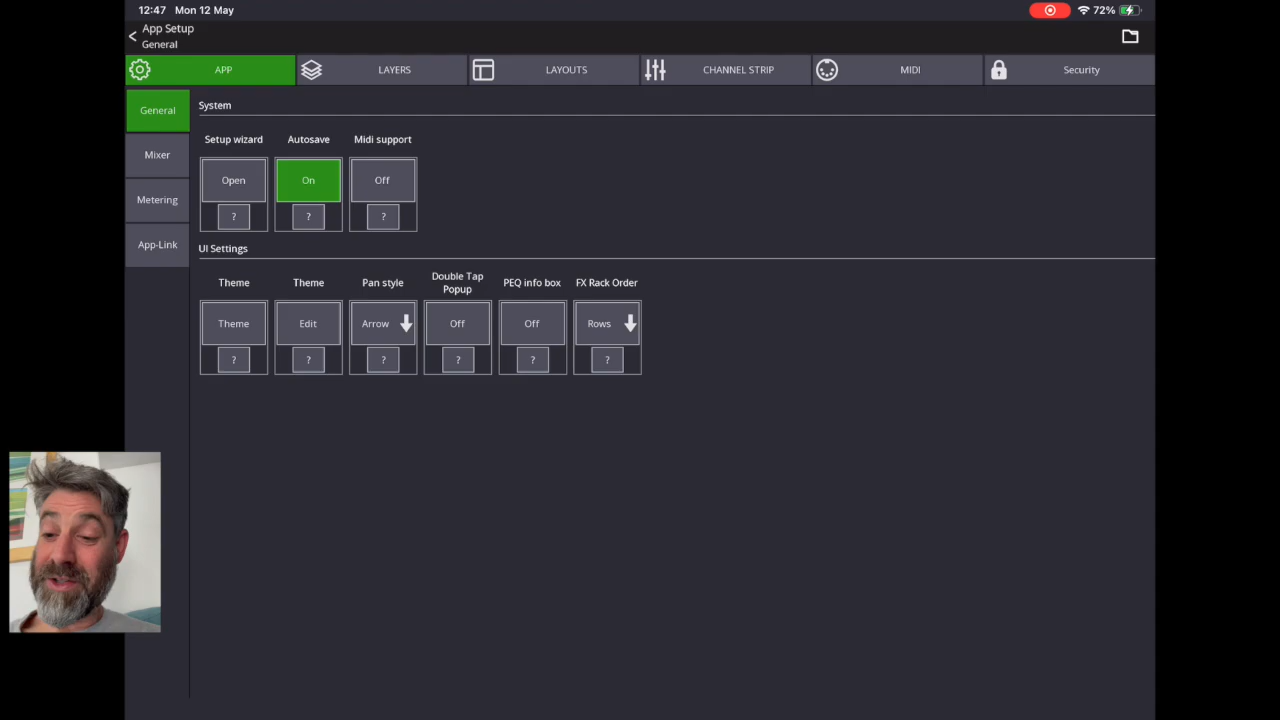 12:47 Mon 12 May
72%
App Setup
General
APP
LAYERS
LAYOUTS
CHANNEL STRIP
MIDI
Security
General
Mixer
Metering
App-Link
System
Setup wizard
Autosave
Midi support
Open
On
Off
?
?
?
UI Settings
Theme
Theme
Pan style
Double Tap
Popup
PEQ info box
FX Rack Order
Theme
Edit
Arrow
Off
Off
Rows
?
?
?
?
?
?